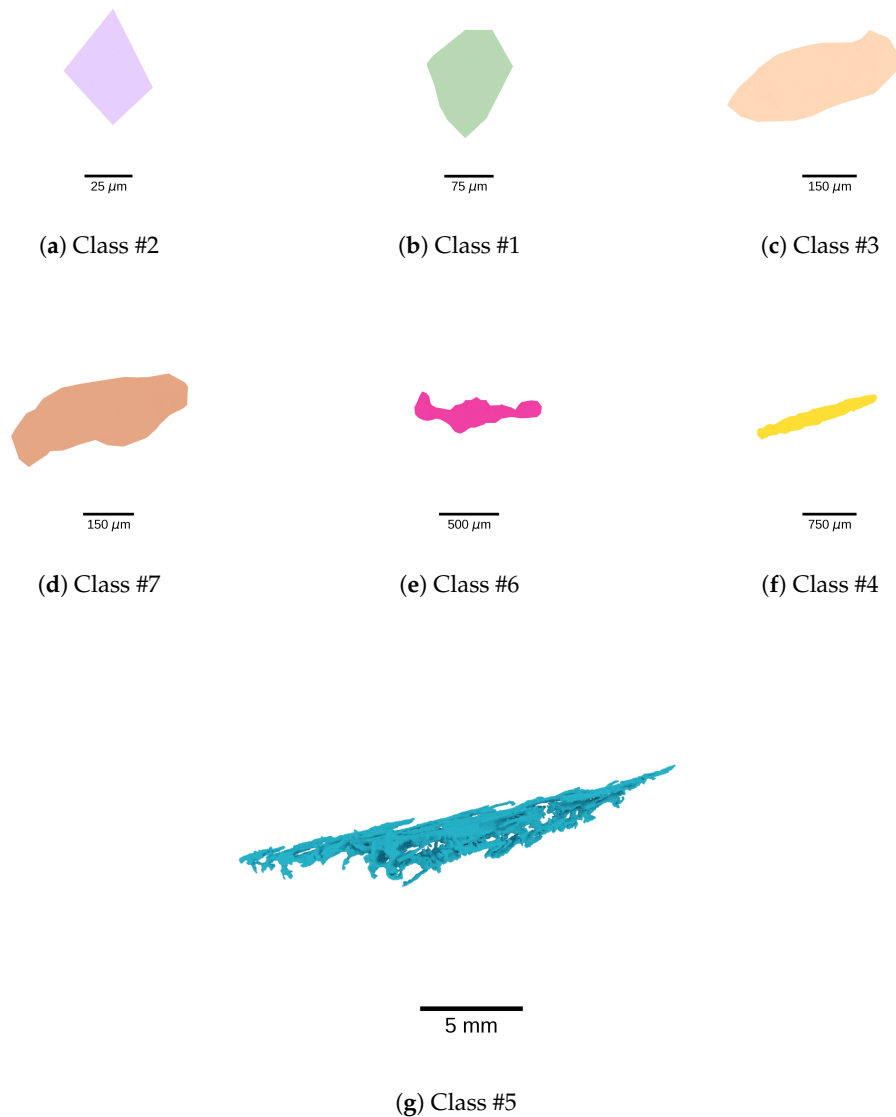 25 μm
75 μm
150 μm
(a) Class #2
(b) Class #1
(c) Class #3
150 μm
500 μm
750 μm
(d) Class #7
(e) Class #6
(f) Class #4
5 mm
(g) Class #5